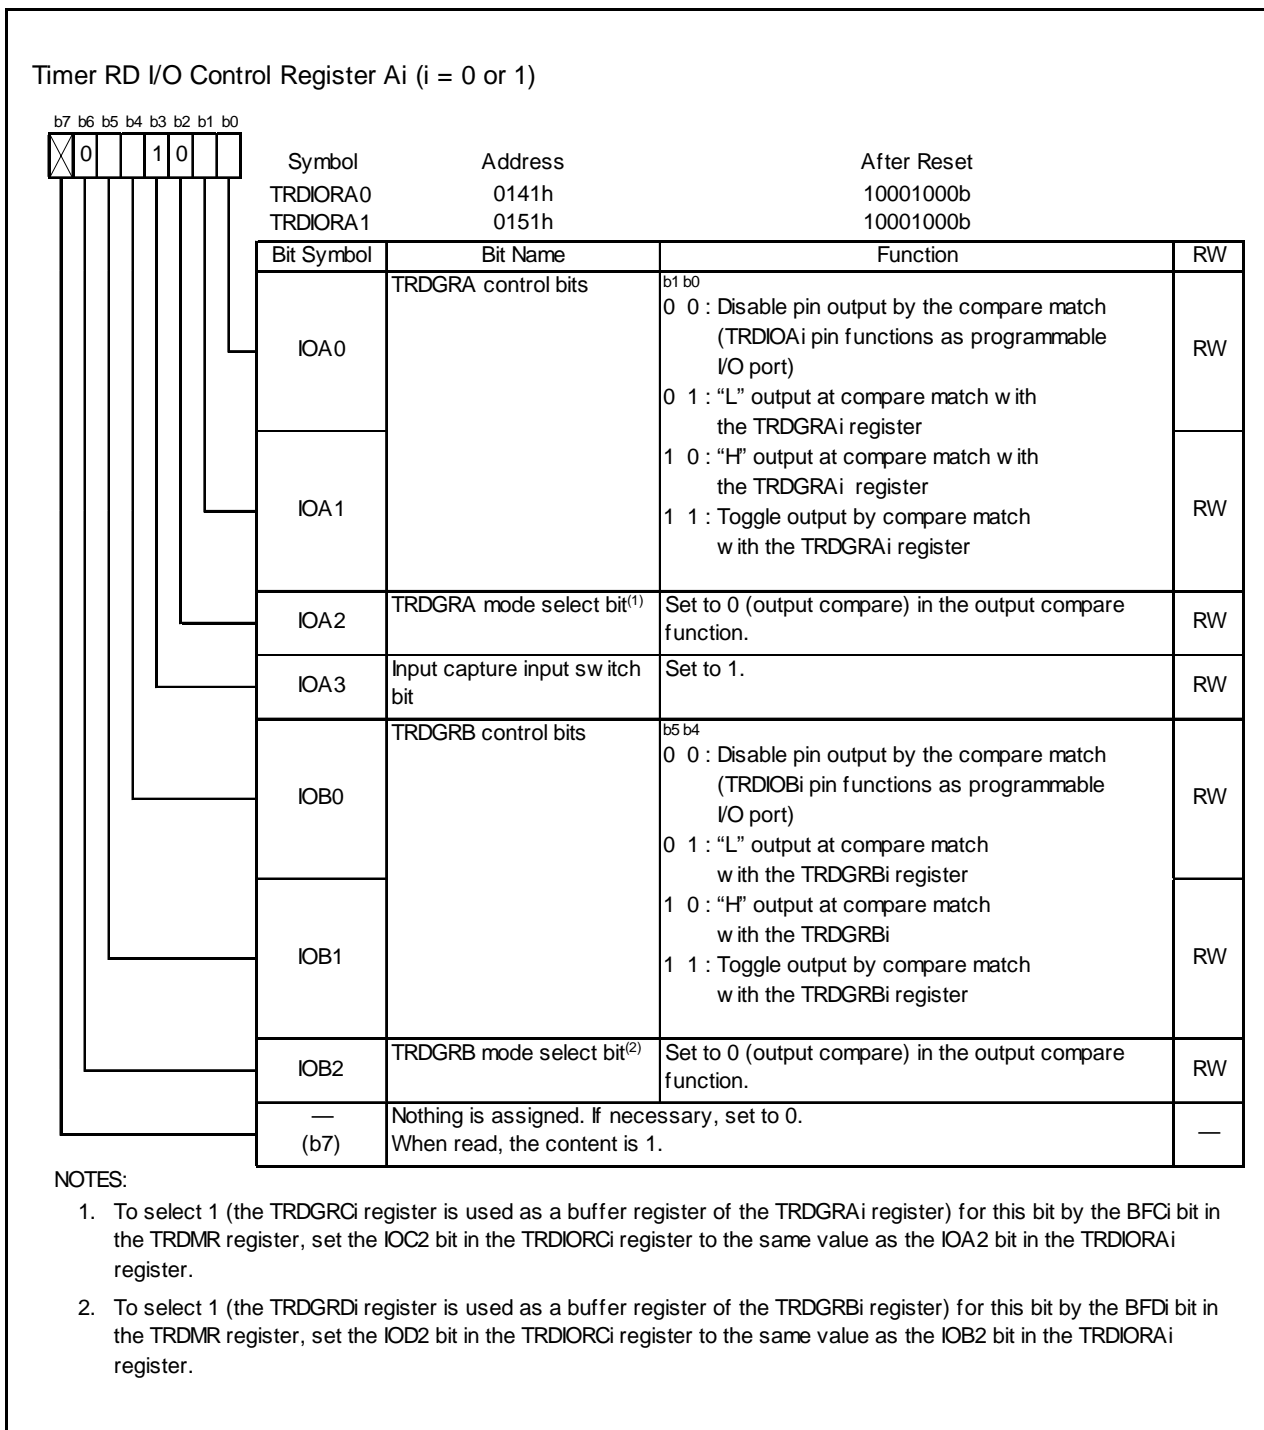 Timer RD I/O Control Register Ai (i = 0 or 1)
b7 b6 b5 b4 b3 b2 b1 b0
0 1 0
Symbol Address After Reset
TRDIORA0 0141h 10001000b
TRDIORA1 0151h 10001000b
Bit Symbol Bit Name Function RW
IOA0 TRDGRA control bits b1 b0
0 0 : Disable pin output by the compare match
(TRDIOAi pin functions as programmable
I/O port)
RW
0 1 : “L” output at compare match with
the TRDGRAi register
1 0 : “H” output at compare match with
the TRDGRAi register
IOA1 RW
1 1 : Toggle output by compare match
with the TRDGRAi register
IOA2 TRDGRA mode select bit(1) Set to 0 (output compare) in the output compare
function.
RW
IOA3 Input capture input switch
bit
Set to 1.
RW
IOB0 TRDGRB control bits b5 b4
0 0 : Disable pin output by the compare match
(TRDIOBi pin functions as programmable
I/O port)
RW
0 1 : “L” output at compare match
with the TRDGRBi register
1 0 : “H” output at compare match
with the TRDGRBi
IOB1 RW
1 1 : Toggle output by compare match
with the TRDGRBi register
IOB2 TRDGRB mode select bit(2) Set to 0 (output compare) in the output compare
function.
RW
—
(b7)
Nothing is assigned. If necessary, set to 0.
When read, the content is 1.
—
NOTES:
1. To select 1 (the TRDGRCi register is used as a buffer register of the TRDGRAi register) for this bit by the BFCi bit in
the TRDMR register, set the IOC2 bit in the TRDIORCi register to the same value as the IOA2 bit in the TRDIORAi
register.
2. To select 1 (the TRDGRDi register is used as a buffer register of the TRDGRBi register) for this bit by the BFDi bit in
the TRDMR register, set the IOD2 bit in the TRDIORCi register to the same value as the IOB2 bit in the TRDIORAi
register.